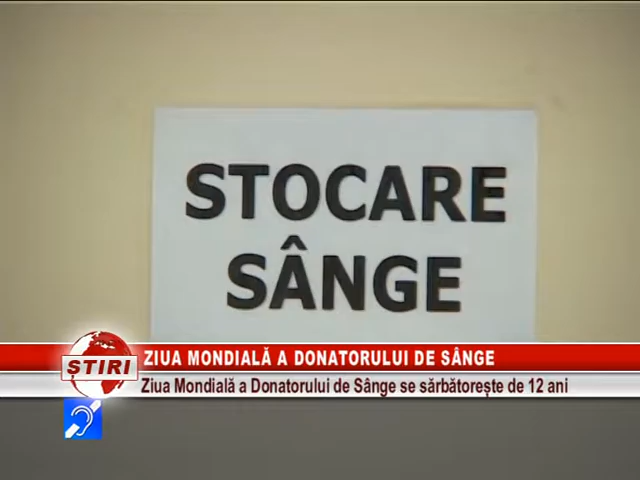 STOCARE
SÂNGE
ȘTIRI
ZIUA MONDIALĂ A DONATORULUI DE SÂNGE
Ziua Mondială a Donatorului de Sânge se sărbătorește de 12 ani